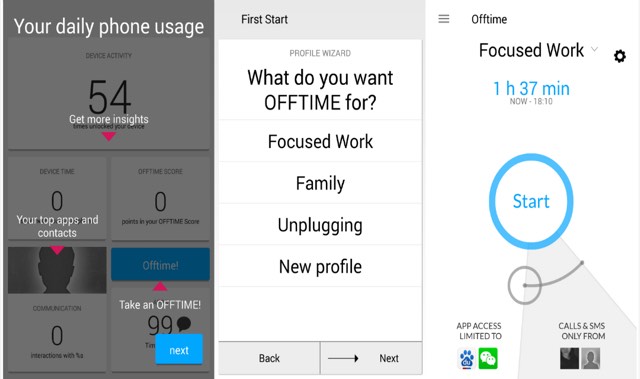 Your daily phone usage
DEVICE ACTIVITY
54
times unlocked your device
Get more insights
DEVICE TIME
0
OFFTIME SCORE
0
points in your OFFTIME Score
Your top apps and
contacts
Offtime!
Take an OFFTIME!
COMMUNICATION
0
interactions with %a
99
next
First Start
PROFILE WIZARD
What do you want
OFFTIME for?
Focused Work
Family
Unplugging
New profile
Back
Next
Offtime
Focused Work
1 h 37 min
NOW - 18:10
Start
APP ACCESS
LIMITED TO
CALLS & SMS
ONLY FROM